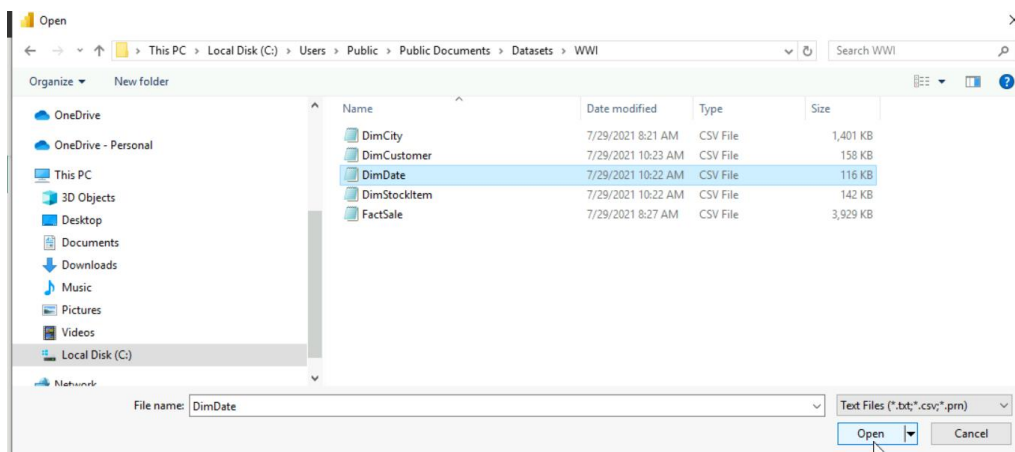 Open
This PC > Local Disk (C:) > Users > Public > Public Documents > Datasets > WWI
Search WWI
Organize
New folder
OneDrive
OneDrive - Personal
This PC
3D Objects
Desktop
Documents
Downloads
Music
Pictures
Videos
Local Disk (C:)
Network
Name Date modified Type Size
DimCity 7/29/2021 8:21 AM CSV File 1,401 KB
DimCustomer 7/29/2021 10:23 AM CSV File 158 KB
DimDate 7/29/2021 10:22 AM CSV File 116 KB
DimStockItem 7/29/2021 10:22 AM CSV File 142 KB
FactSale 7/29/2021 8:27 AM CSV File 3,929 KB
File name: DimDate
Text Files (*.txt;*.csv;*.prn)
Open Cancel